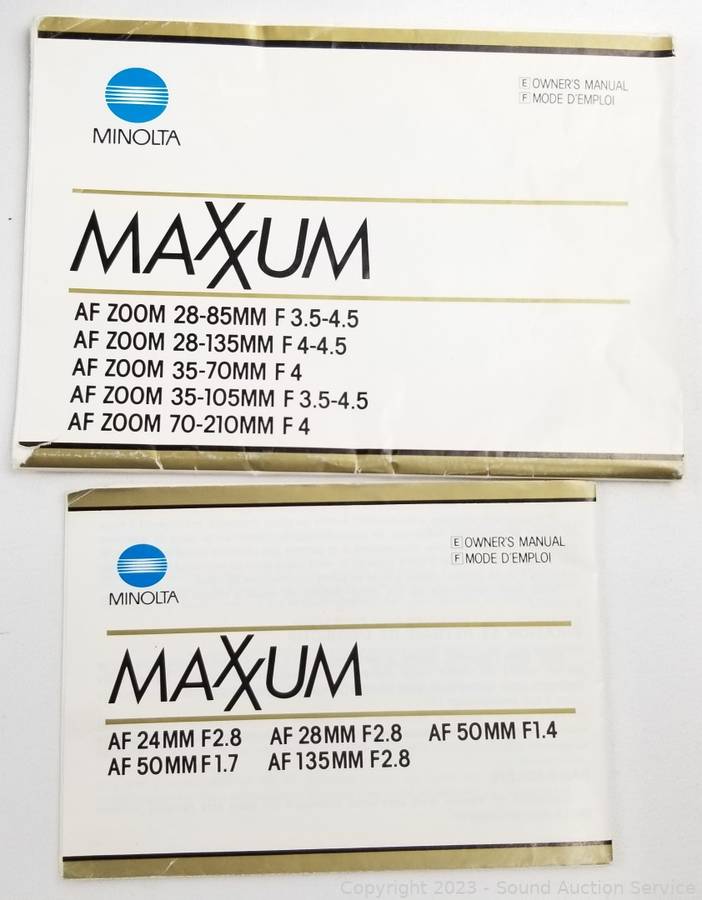 MINOLTA
E OWNER'S MANUAL
F MODE D'EMPLOI
MAXXUM
AF ZOOM 28-85MM F 3.5-4.5
AF ZOOM 28-135MM F 4-4.5
AF ZOOM 35-70MM F 4
AF ZOOM 35-105MM F 3.5-4.5
AF ZOOM 70-210MM F 4
MINOLTA
E OWNER'S MANUAL
F MODE D'EMPLOI
MAXXUM
AF 24MM F2.8 AF 28MM F2.8 AF 50MM F1.4
AF 50MM F1.7 AF 135MM F2.8
Copyright 2023 - Sound Auction Service